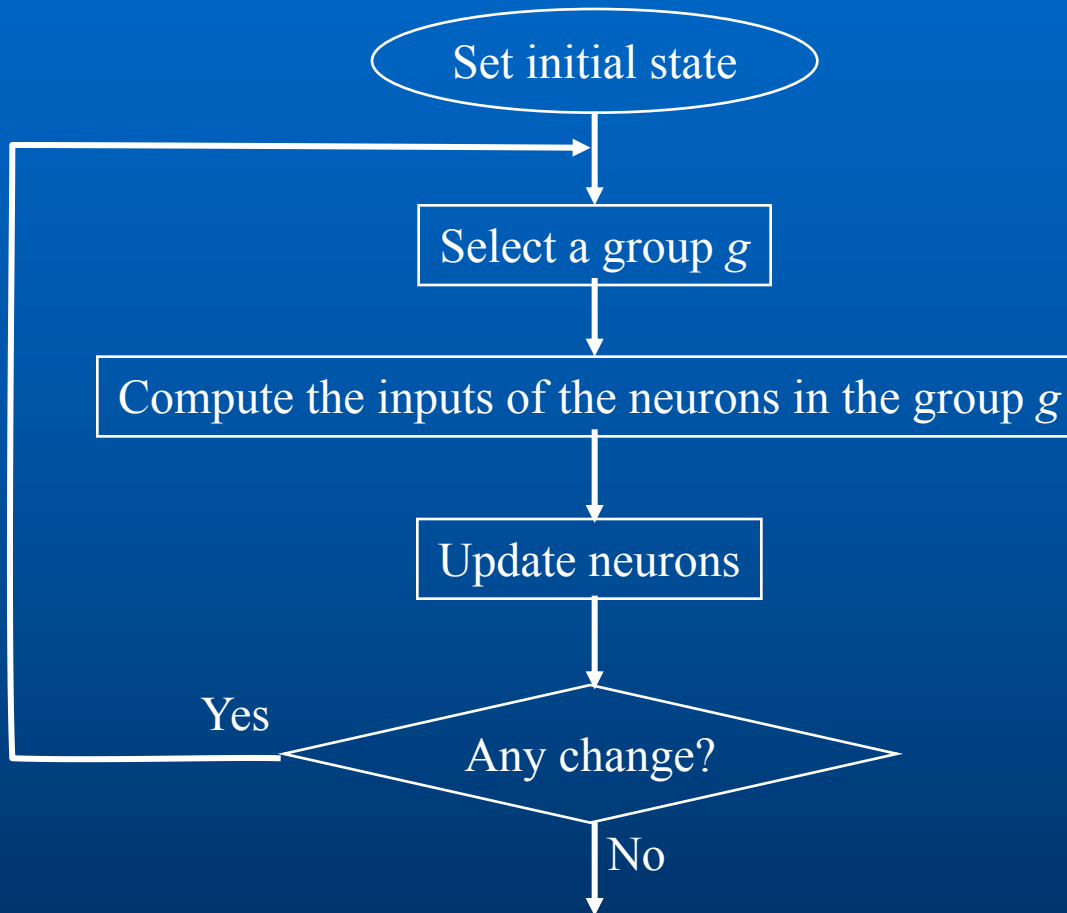 Set initial state
Select a group g
Compute the inputs of the neurons in the group g
Update neurons
Yes
Any change?
No